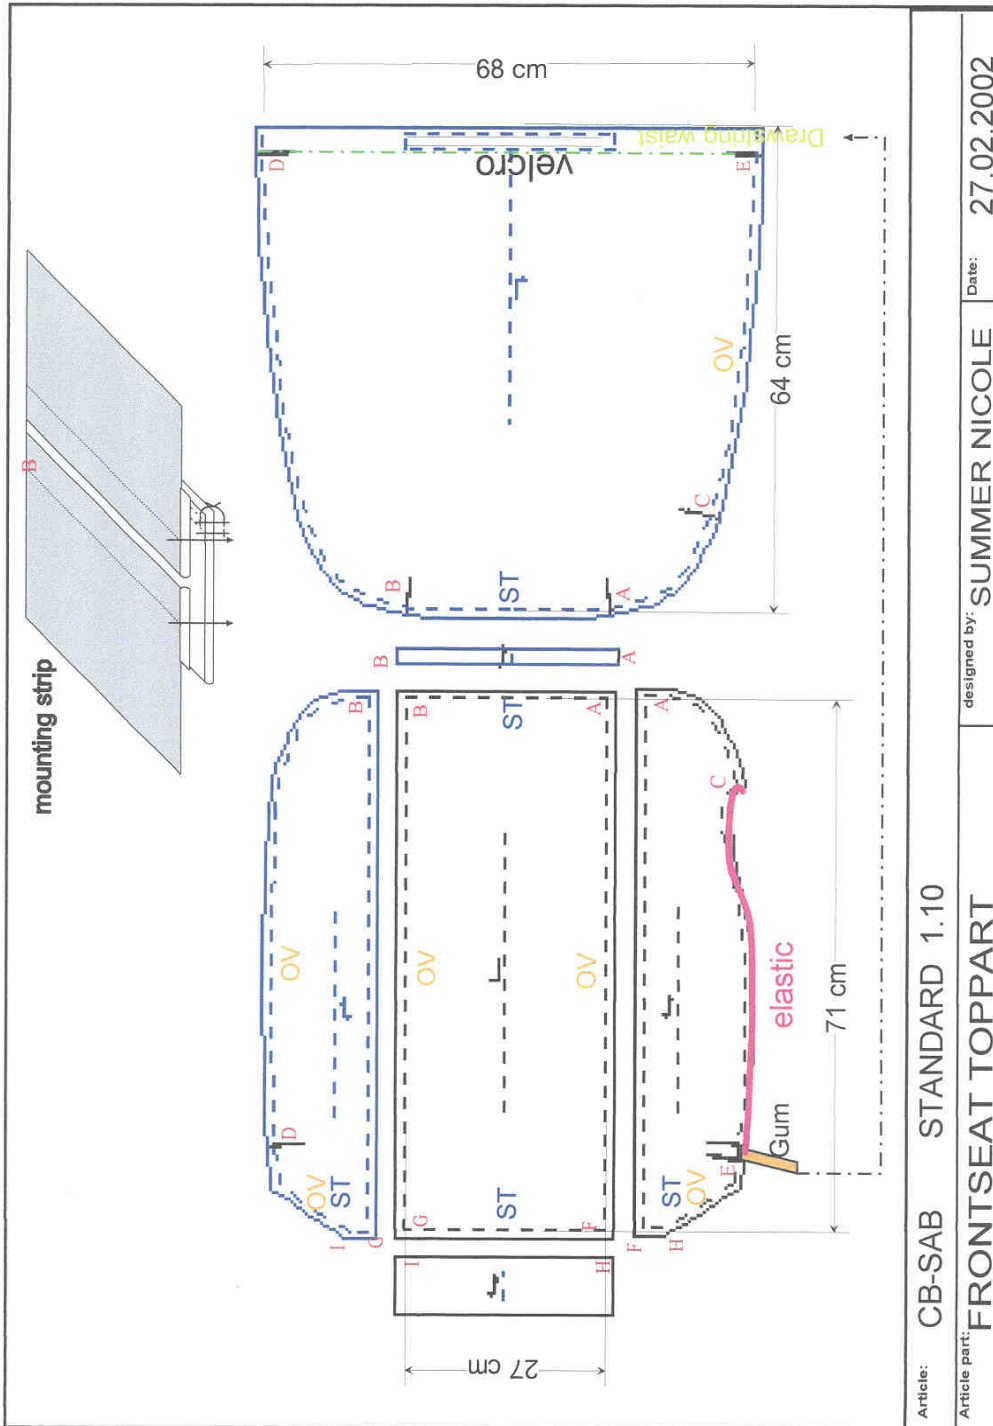 68 cm
Drawstring waist
velcro
D
E
OV
64 cm
C
B
ST
A
B
mounting strip
B
A
B
B
ST
A
A
C
OV
OV
OV
elastic
71 cm
D
OV
ST
I
G
G
ST
F
E
Gum
ST
OV
F
H
I
H
27 cm
Article: CB-SAB STANDARD 1.10
Article part: FRONTSEAT TOPPART
designed by: SUMMER NICOLE
Date: 27.02.2002